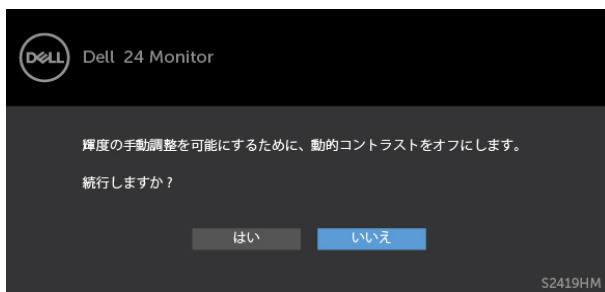 DELL
Dell 24 Monitor
輝度の手動調整を可能にするために、動的コントラストをオフにします。
続行しますか?
はい
いいえ
S2419HM